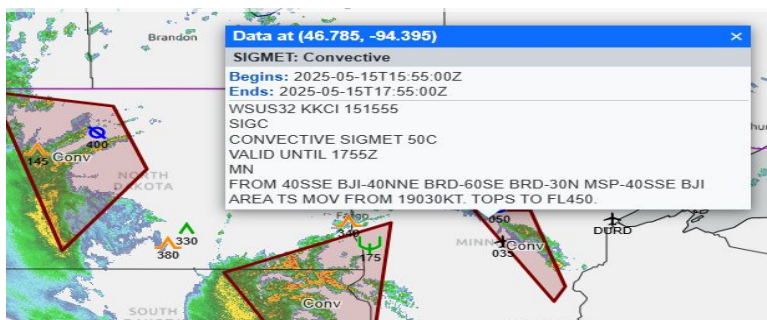 Brandon
Data at (46.785, -94.395) ×
SIGMET: Convective
Begins: 2025-05-15T15:55:00Z
Ends: 2025-05-15T17:55:00Z
WSUS32 KKCI 151555
SIGC
CONVECTIVE SIGMET 50C
VALID UNTIL 1755Z
MN
FROM 40SSE BJI-40NNE BRD-60SE BRD-30N MSP-40SSE BJI
AREA TS MOV FROM 19030KT. TOPS TO FL450.
400
145 Conv
NORTH
DAKOTA
330
380
340
175
050
MINN
Conv
035
DURD
Conv
SOUTH